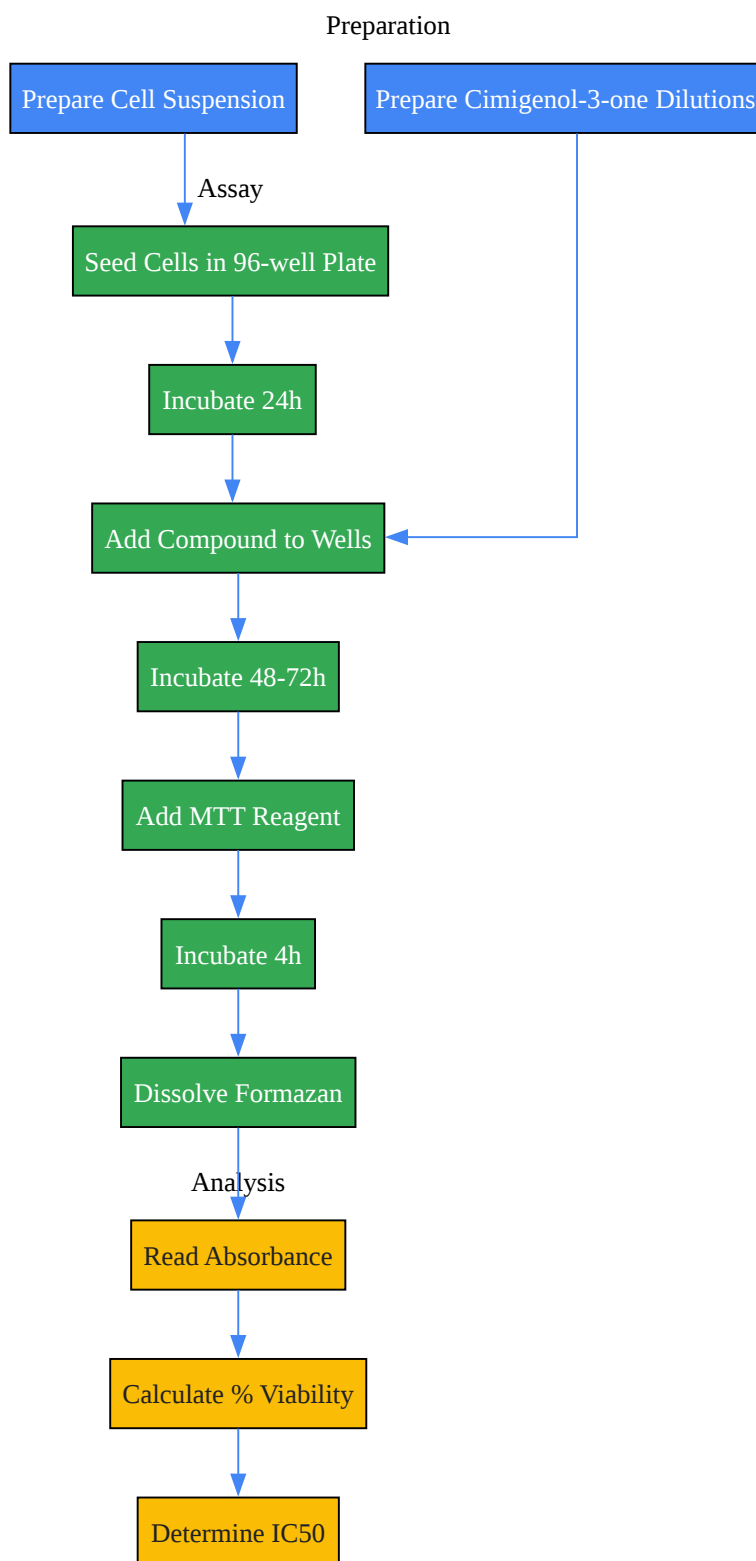 Preparation
Prepare Cell Suspension
Prepare Cimigenol-3-one Dilutions
Assay
Seed Cells in 96-well Plate
Incubate 24h
Add Compound to Wells
Incubate 48-72h
Add MTT Reagent
Incubate 4h
Dissolve Formazan
Analysis
Read Absorbance
Calculate % Viability
Determine IC50